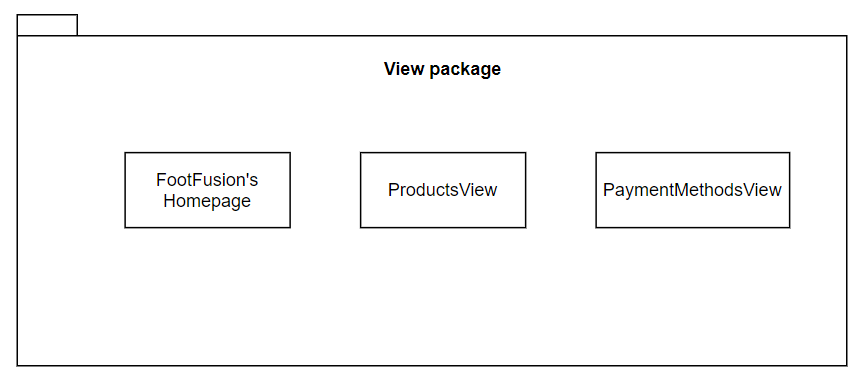 View package
FootFusion's
Homepage
ProductsView
PaymentMethodsView